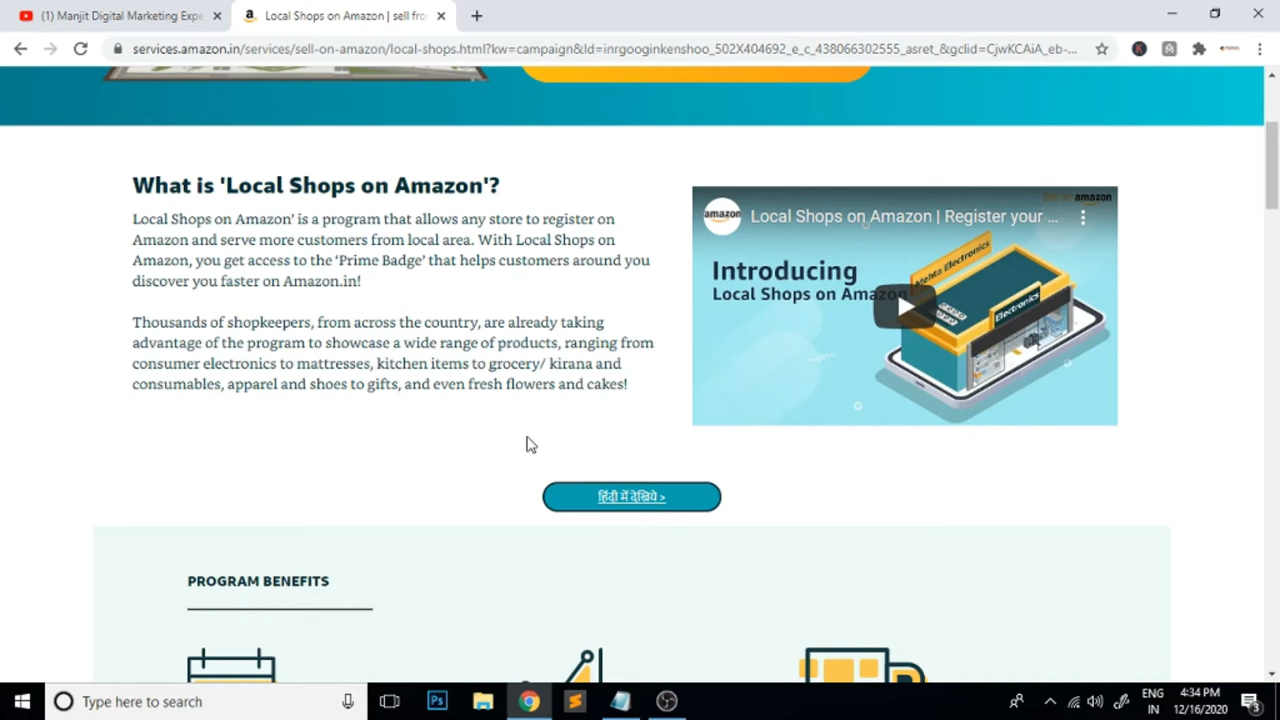 (1) Manjit Digital Marketing Expe
Local Shops on Amazon | sell fro
services.amazon.in/services/sell-on-amazon/local-shops.html?kw=campaign&ld=inrgooginkenshoo_502X404692_e_c_438066302555_asret_&gclid=CjwKCAiA_eb-...
What is 'Local Shops on Amazon'?
Local Shops on Amazon' is a program that allows any store to register on
Amazon and serve more customers from local area. With Local Shops on
Amazon, you get access to the 'Prime Badge' that helps customers around you
discover you faster on Amazon.in!
Thousands of shopkeepers, from across the country, are already taking
advantage of the program to showcase a wide range of products, ranging from
consumer electronics to mattresses, kitchen items to grocery/ kirana and
consumables, apparel and shoes to gifts, and even fresh flowers and cakes!
Sell on amazon
amazon
Local Shops on Amazon | Register your ...
Introducing
Local Shops on Amazon
Mehta Electronics
Electronics
हिंदी में देखिये >
PROGRAM BENEFITS
Type here to search
Ps
ENG
IN
4:34 PM
12/16/2020
3